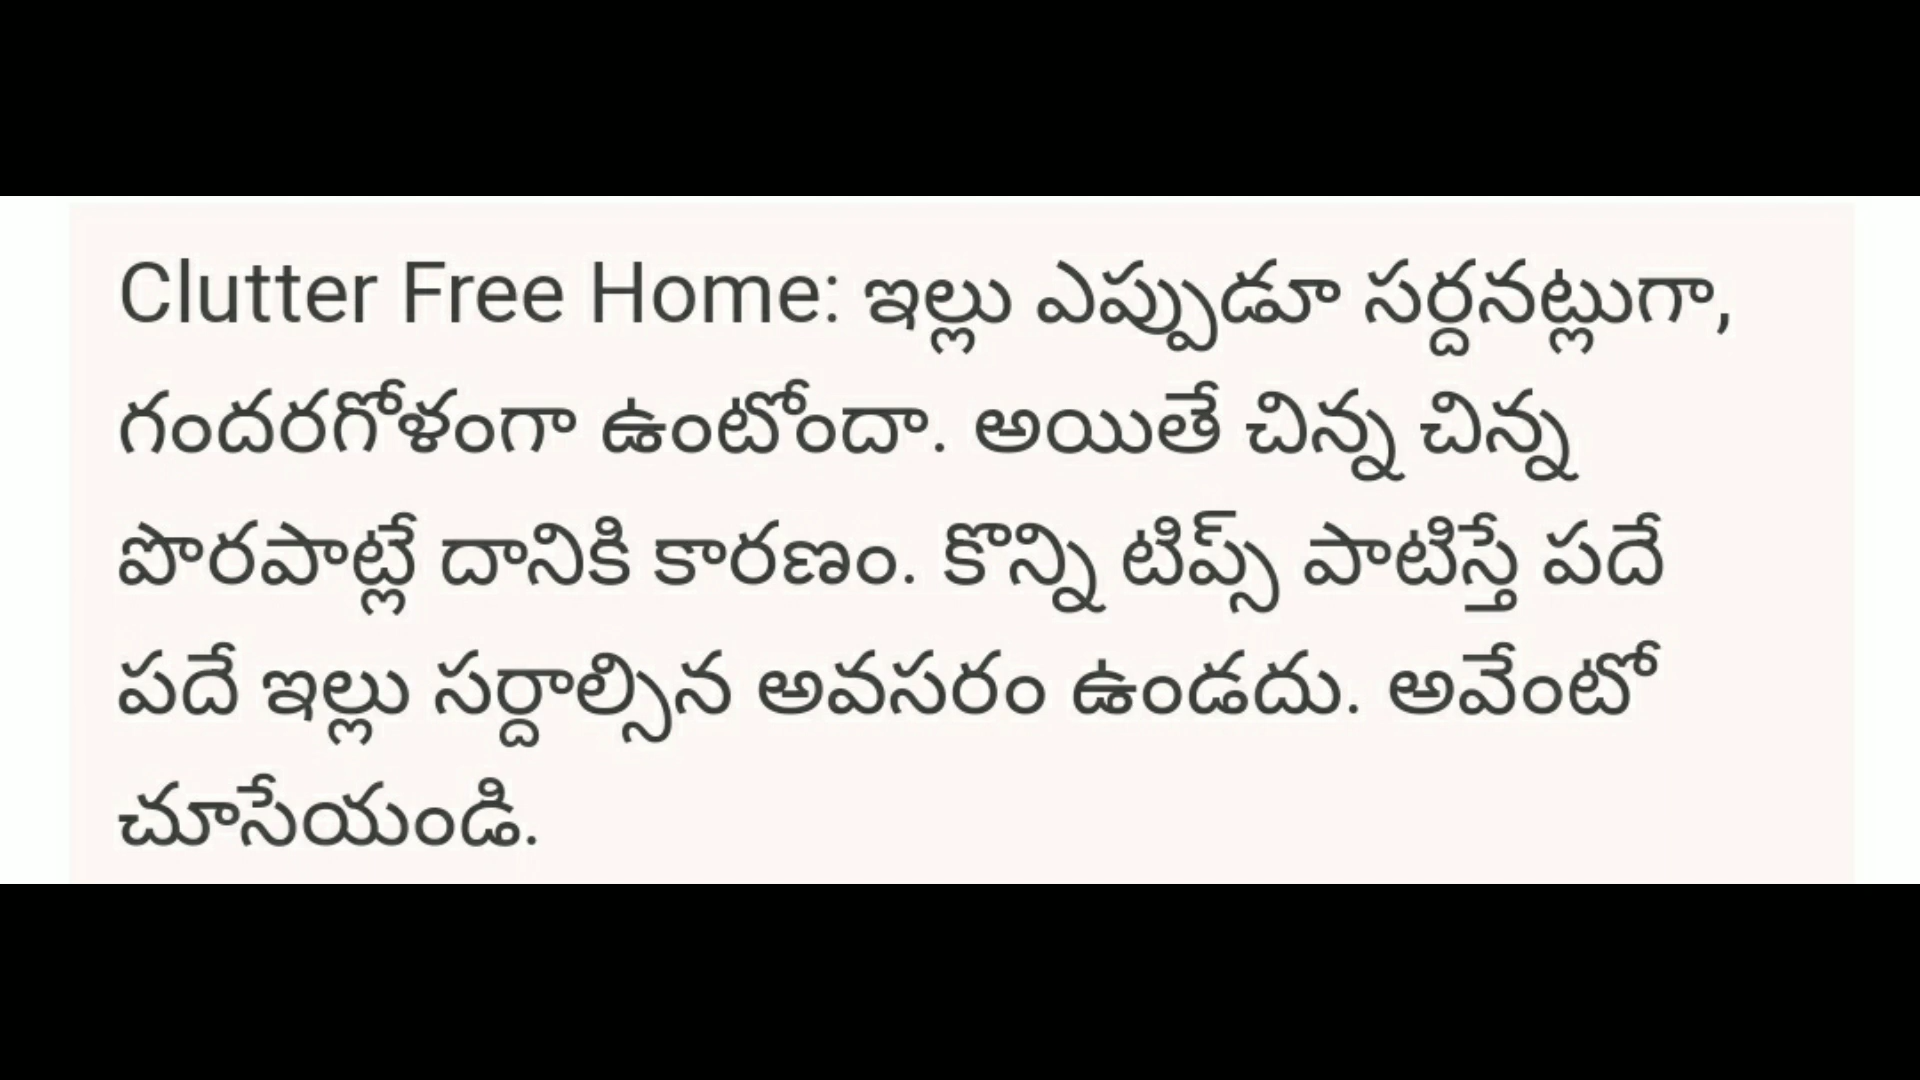 Clutter Free Home: ఇల్లు ఎప్పుడూ సర్దనట్లుగా,
గందరగోళంగా ఉంటోందా. అయితే చిన్న చిన్న
పొరపాట్లే దానికి కారణం. కొన్ని టిప్స్ పాటిస్తే పదే
పదే ఇల్లు సర్దాల్సిన అవసరం ఉండదు. అవేంటో
చూసేయండి.